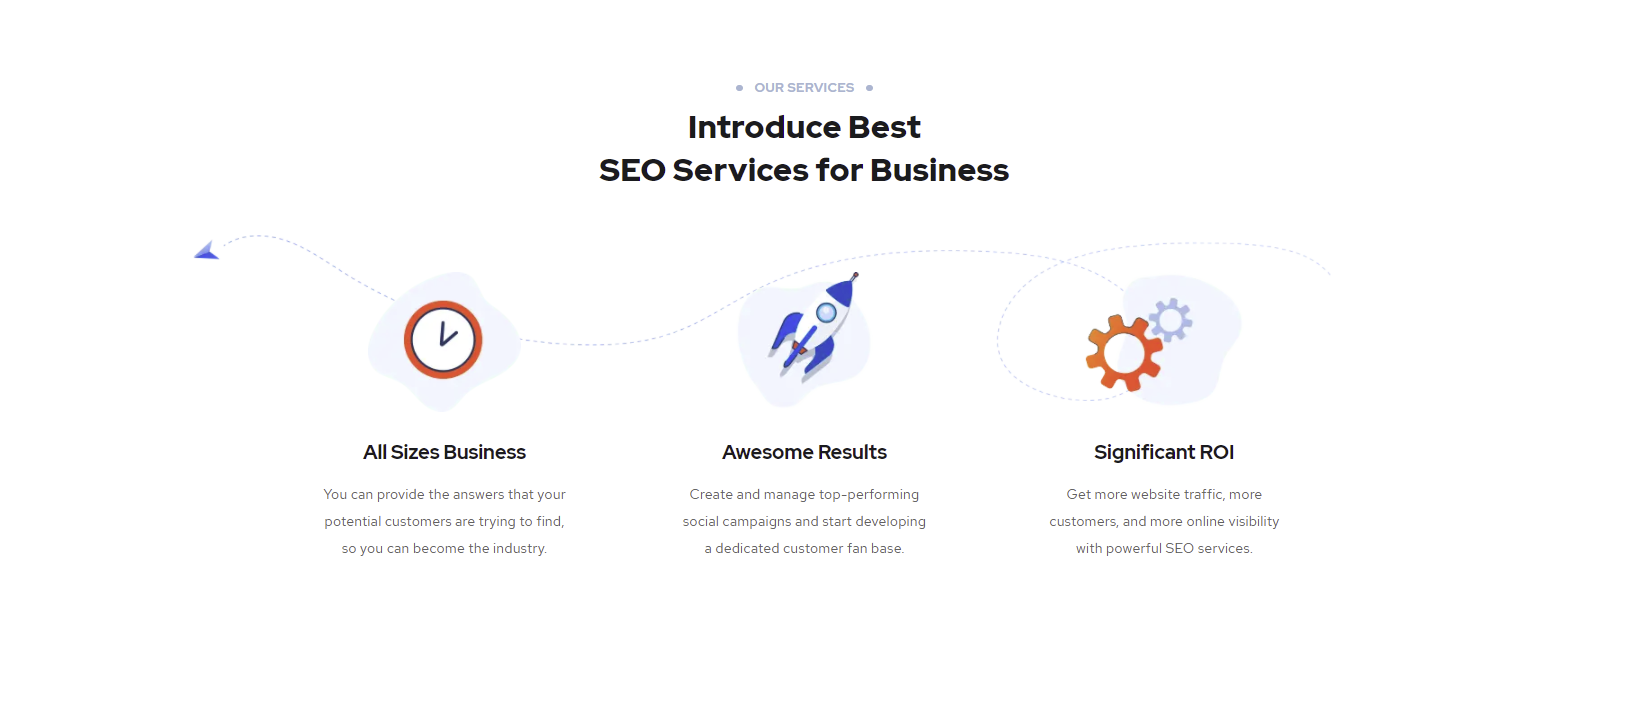 OUR SERVICES
Introduce Best
SEO Services for Business
All Sizes Business
You can provide the answers that your
potential customers are trying to find,
so you can become the industry.
Awesome Results
Create and manage top-performing
social campaigns and start developing
a dedicated customer fan base.
Significant ROI
Get more website traffic, more
customers, and more online visibility
with powerful SEO services.